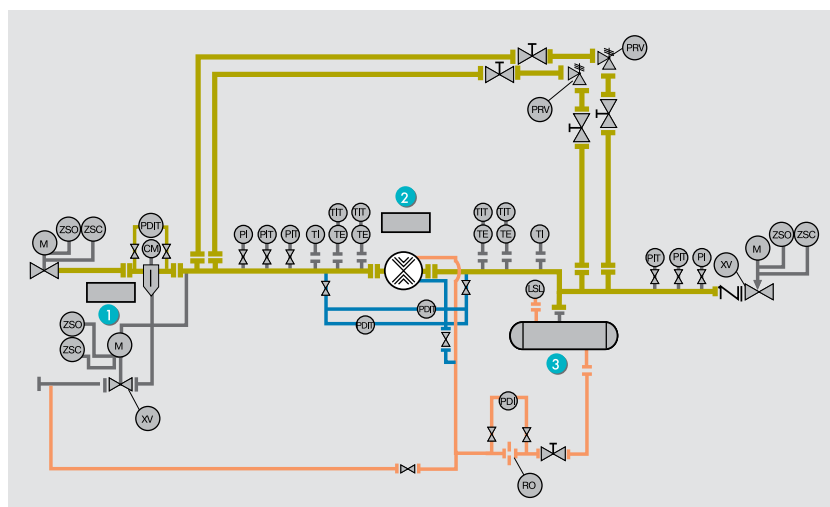 PRV
PRV
2
TIT
TIT
TIT
TIT
PDIT
ZSO
ZSC
M
PI
PIT
PIT
TI
TE
TE
TE
TE
TI
ZSO
ZSC
M
CM
PIT
PIT
PI
XV
LSL
1
PDIT
PDIT
ZSO
ZSC
M
3
XV
PDI
RO